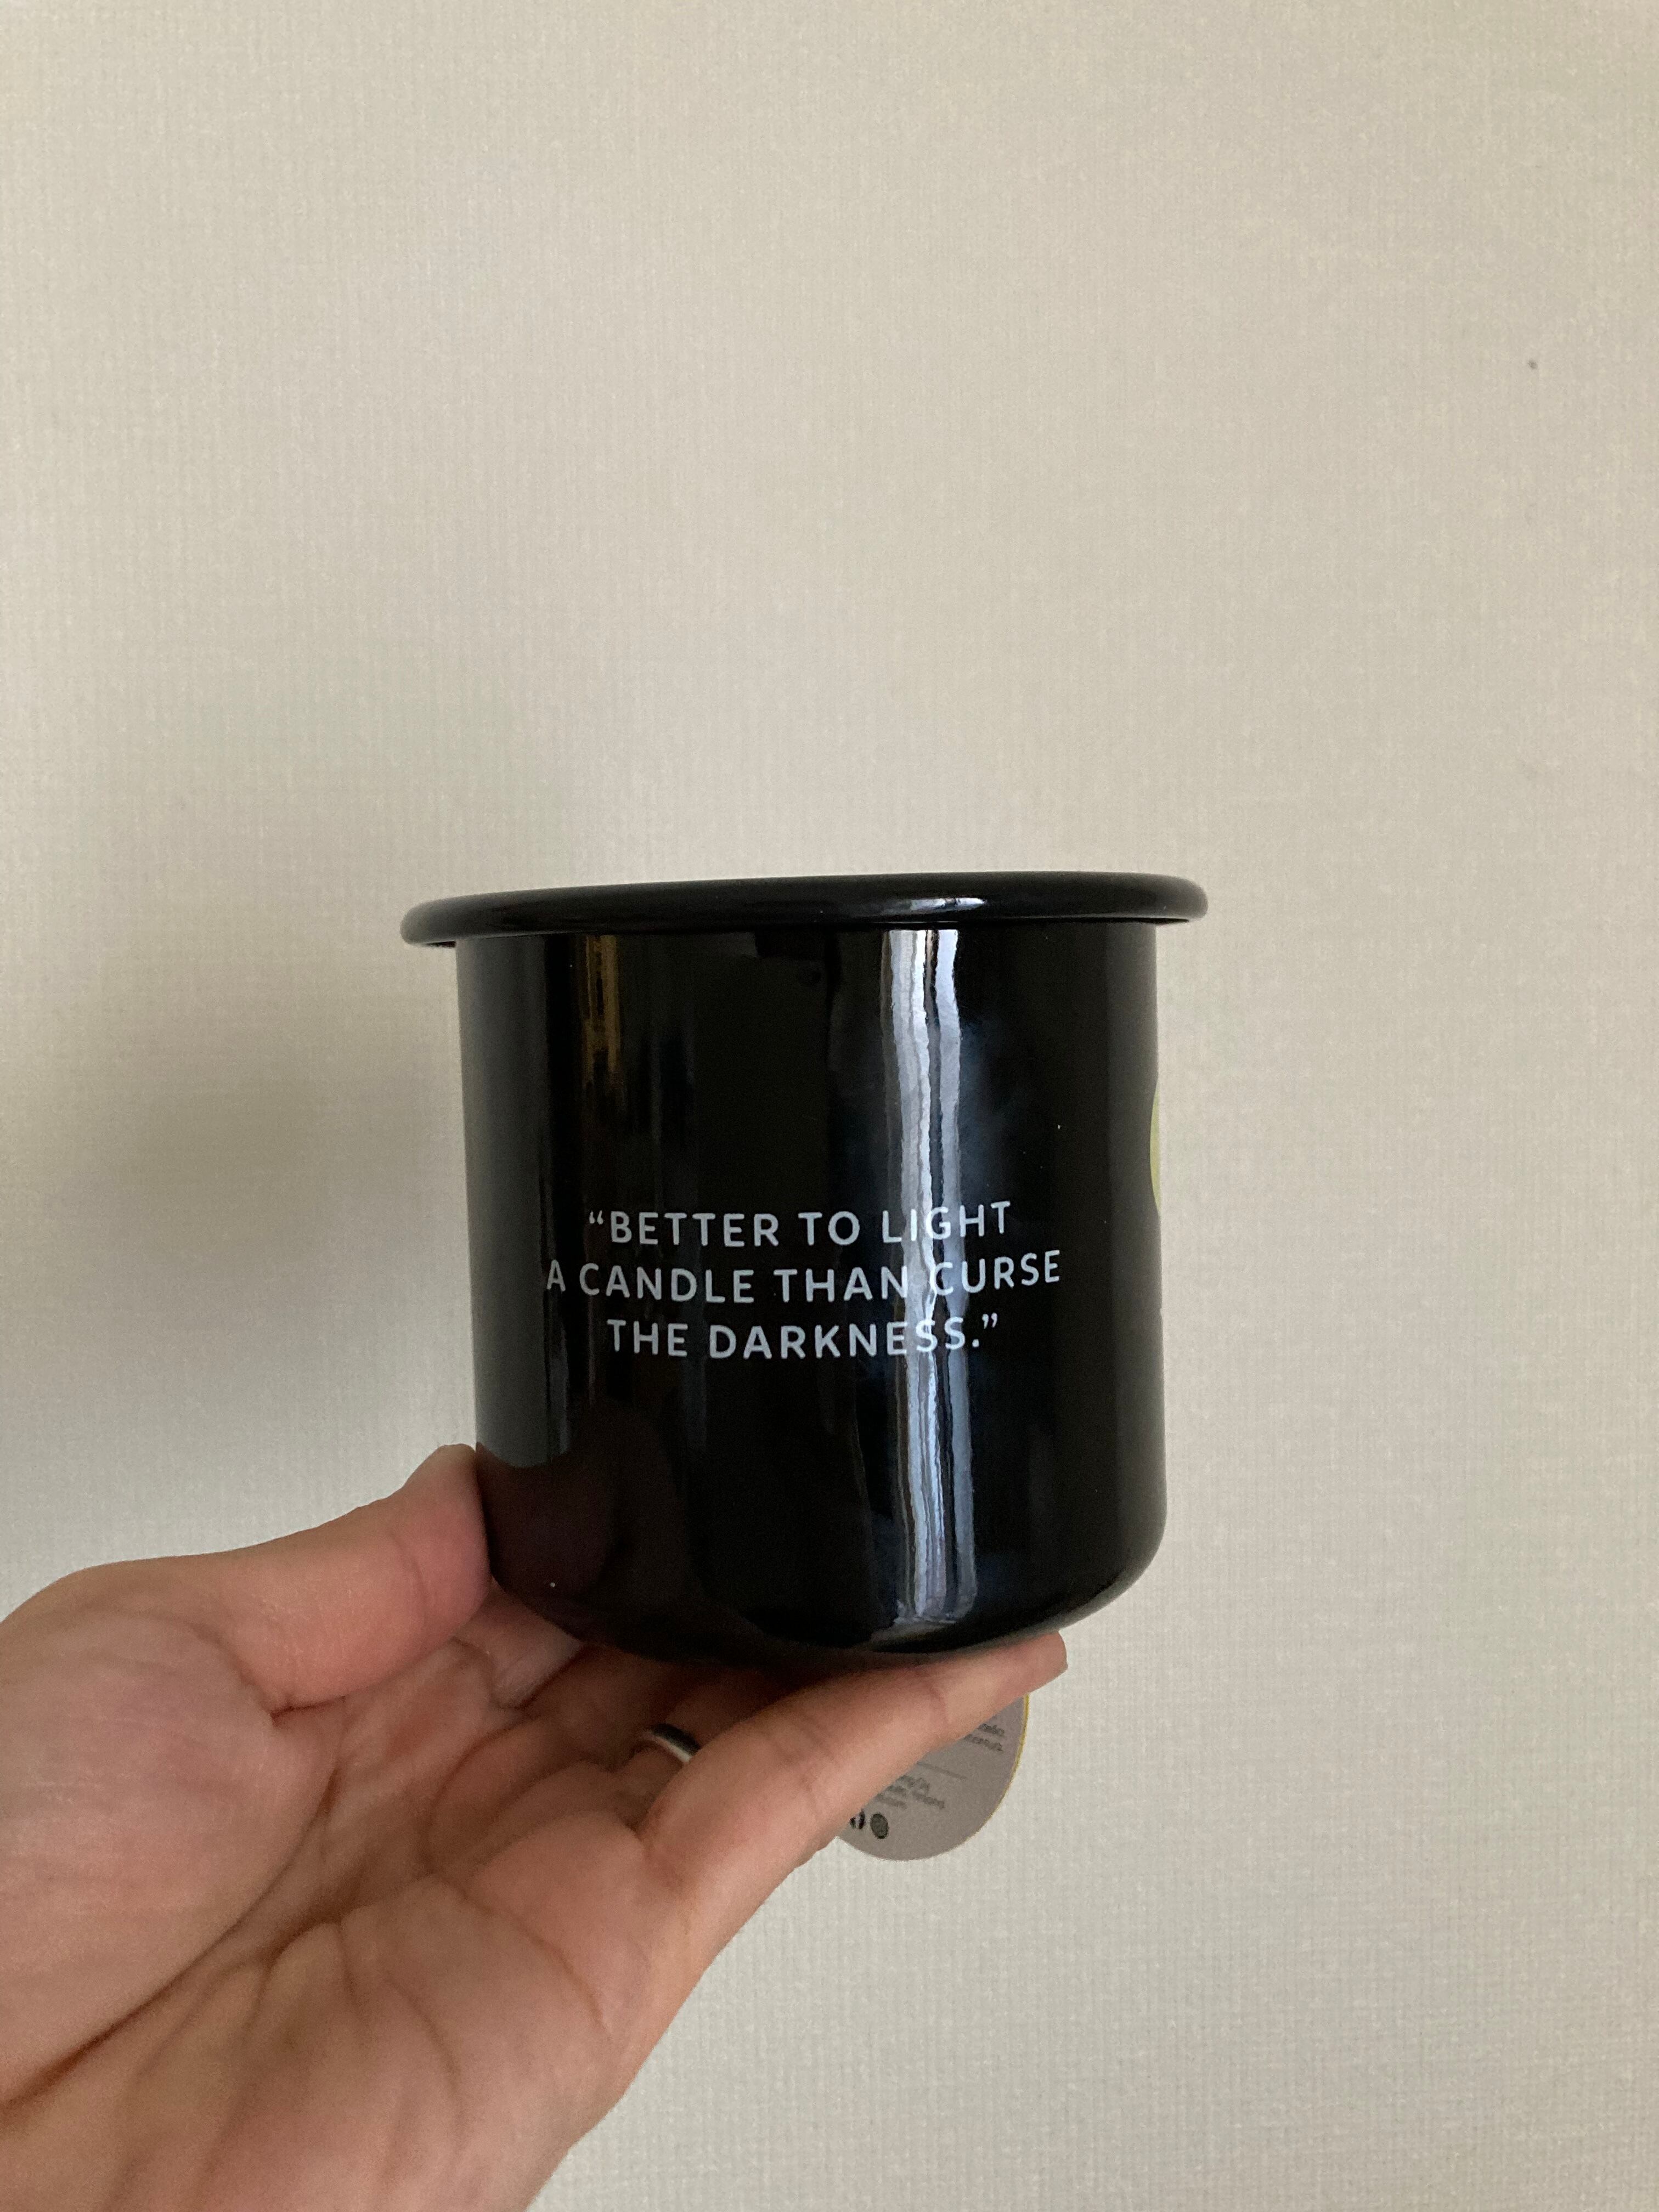 “BETTER TO LIGHT
A CANDLE THAN CURSE
THE DARKNESS.”